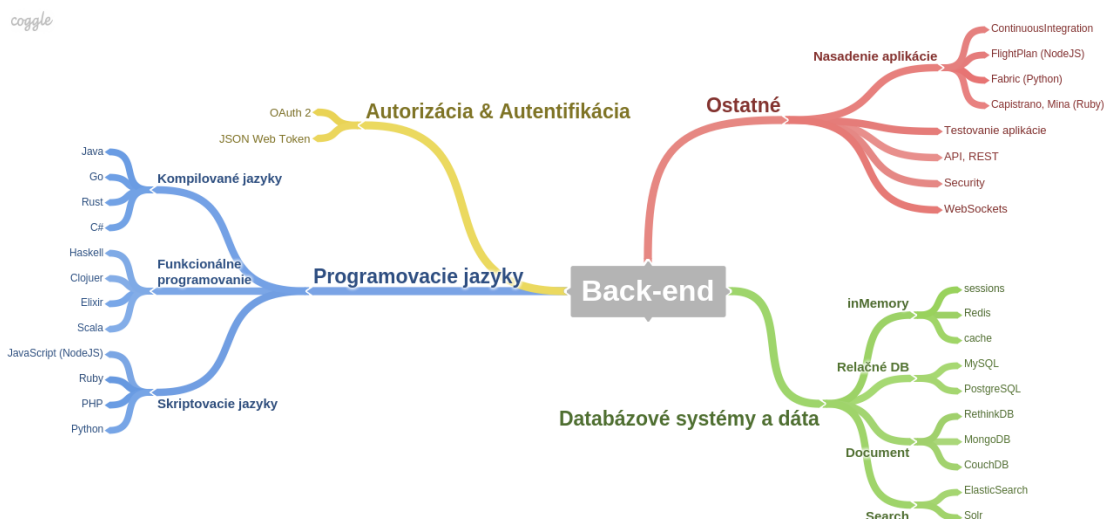 coggle
Back-end
Autorizácia & Autentifikácia
OAuth 2
JSON Web Token
Programovacie jazyky
Kompilované jazyky
Java
Go
Rust
C#
Funkcionálne
programovanie
Haskell
Clojuer
Elixir
Scala
Skriptovacie jazyky
JavaScript (NodeJS)
Ruby
PHP
Python
Ostatné
Nasadenie aplikácie
ContinuousIntegration
FlightPlan (NodeJS)
Fabric (Python)
Capistrano, Mina (Ruby)
Testovanie aplikácie
API, REST
Security
WebSockets
Databázové systémy a dáta
inMemory
sessions
Redis
cache
Relačné DB
MySQL
PostgreSQL
Document
RethinkDB
MongoDB
CouchDB
Search
ElasticSearch
Solr